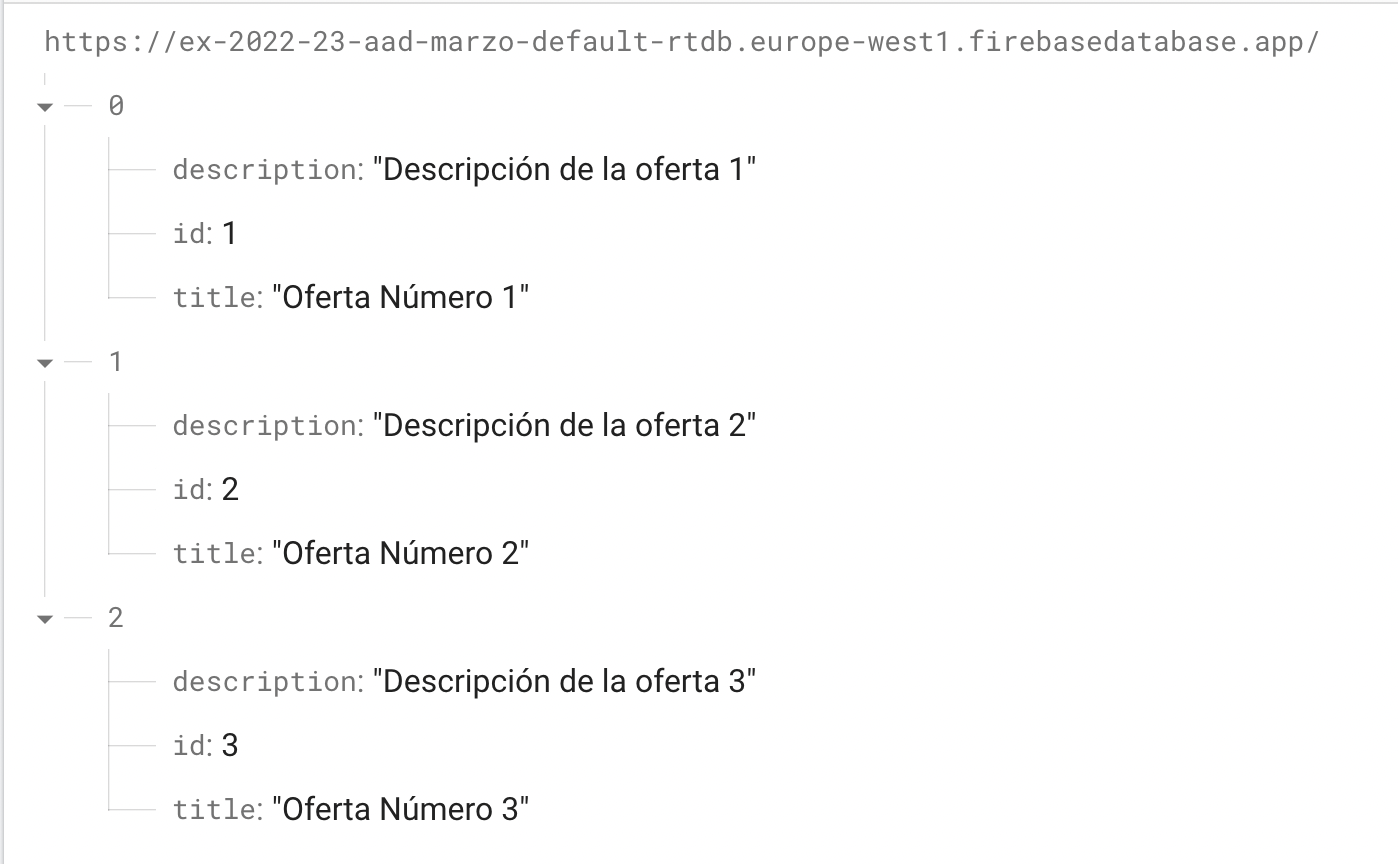 https://ex-2022-23-aad-marzo-default-rtdb.europe-west1.firebasedatabase.app/
0
description: "Descripción de la oferta 1"
id: 1
title: "Oferta Número 1"
1
description: "Descripción de la oferta 2"
id: 2
title: "Oferta Número 2"
2
description: "Descripción de la oferta 3"
id: 3
title: "Oferta Número 3"